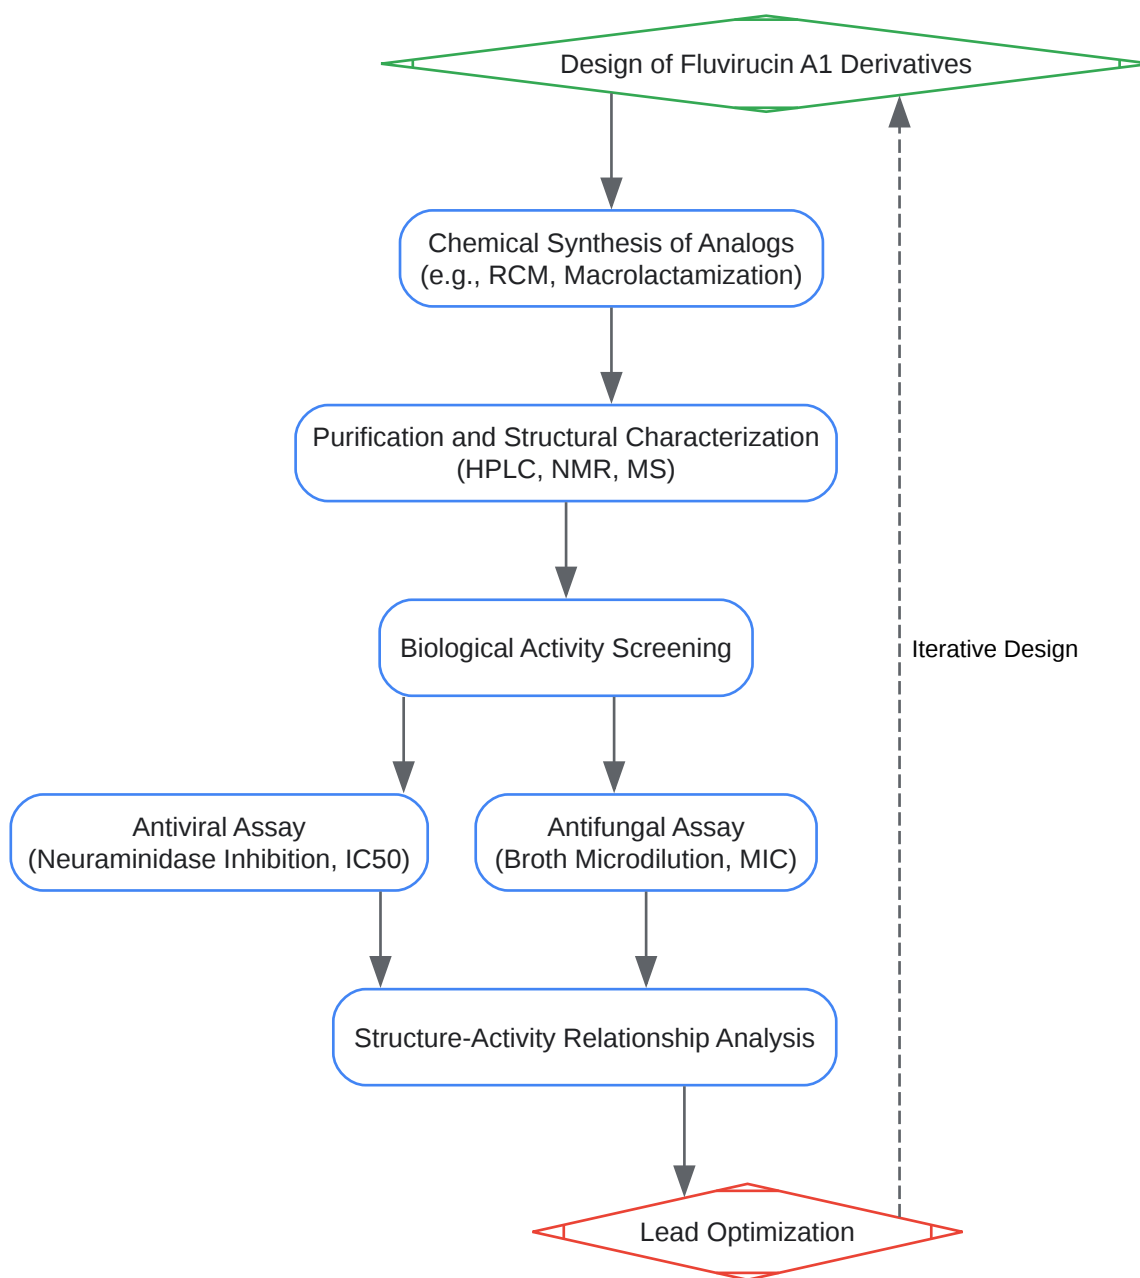 Design of Fluvirucin A1 Derivatives
Chemical Synthesis of Analogs
(e.g., RCM, Macrolactamization)
Purification and Structural Characterization
(HPLC, NMR, MS)
Biological Activity Screening
Iterative Design
Antiviral Assay
(Neuraminidase Inhibition, IC50)
Antifungal Assay
(Broth Microdilution, MIC)
Structure-Activity Relationship Analysis
Lead Optimization